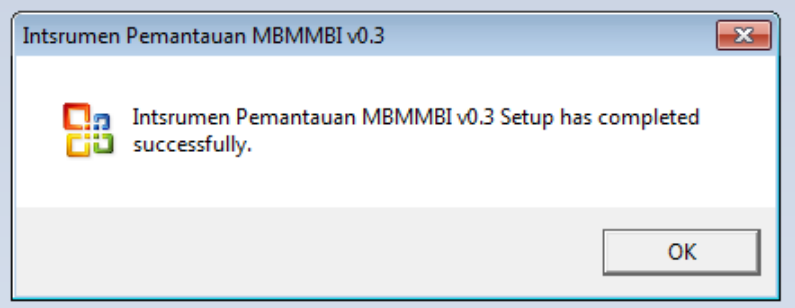 Intsrumen Pemantauan MBMMBI v0.3
Intsrumen Pemantauan MBMMBI v0.3 Setup has completed
successfully.
OK